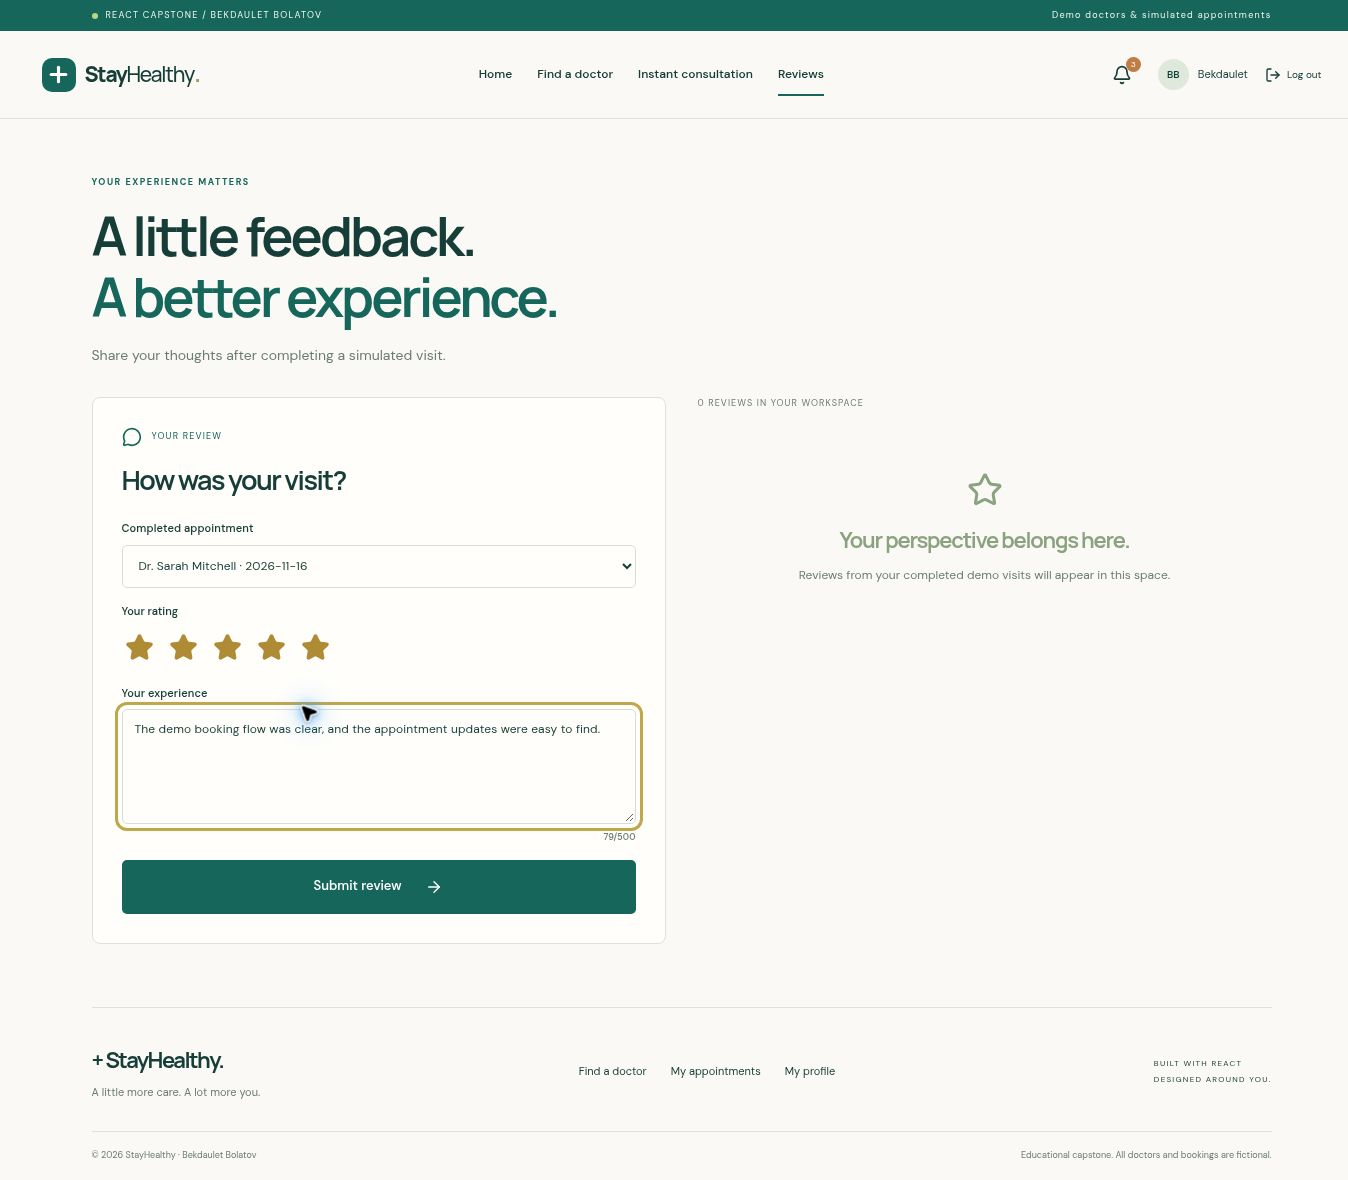 REACT CAPSTONE / BEKDAULET BOLATOV
Demo doctors & simulated appointments
StayHealthy.
Home
Find a doctor
Instant consultation
Reviews
3
BB
Bekdaulet
Log out
YOUR EXPERIENCE MATTERS
A little feedback.
A better experience.
Share your thoughts after completing a simulated visit.
YOUR REVIEW
How was your visit?
Completed appointment
Dr. Sarah Mitchell · 2026-11-16
Your rating
Your experience
The demo booking flow was clear, and the appointment updates were easy to find.
79/500
Submit review
0 REVIEWS IN YOUR WORKSPACE
Your perspective belongs here.
Reviews from your completed demo visits will appear in this space.
+ StayHealthy.
A little more care. A lot more you.
Find a doctor
My appointments
My profile
BUILT WITH REACT
DESIGNED AROUND YOU.
© 2026 StayHealthy · Bekdaulet Bolatov
Educational capstone. All doctors and bookings are fictional.